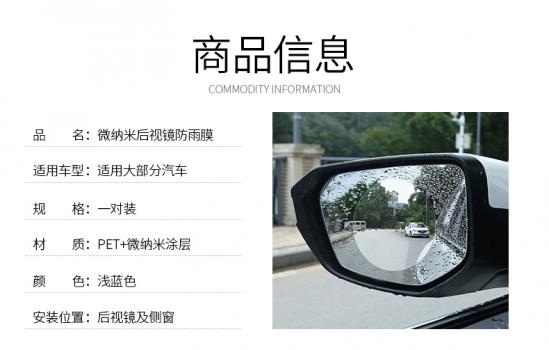 商品信息
COMMODITY INFORMATION
品 名：微纳米后视镜防雨膜
适用车型：适用大部分汽车
规 格：一对装
材 质：PET+微纳米涂层
颜 色：浅蓝色
安装位置：后视镜及侧窗